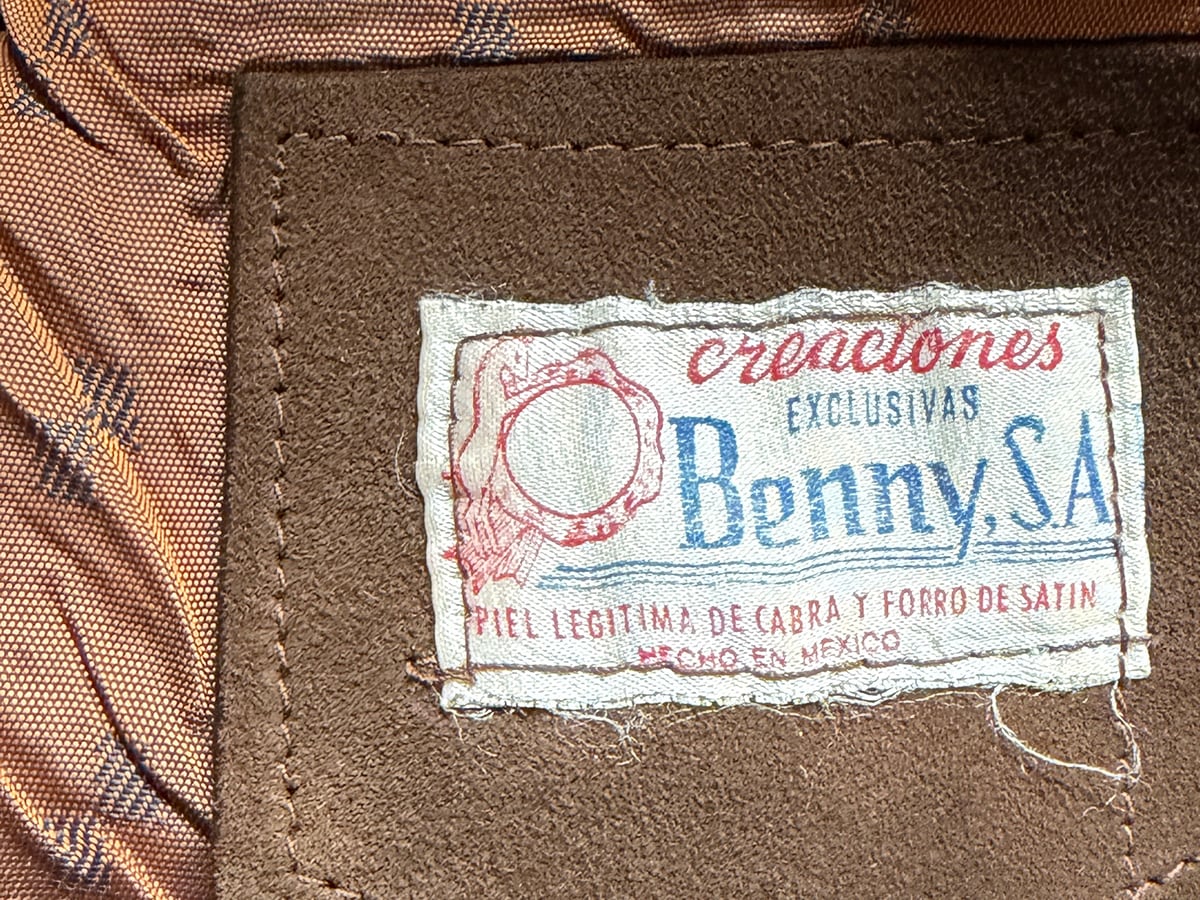 creaciones
EXCLUSIVAS
Benny, S.A
PIEL LEGITIMA DE CABRA Y FORRO DE SATIN
HECHO EN MEXICO